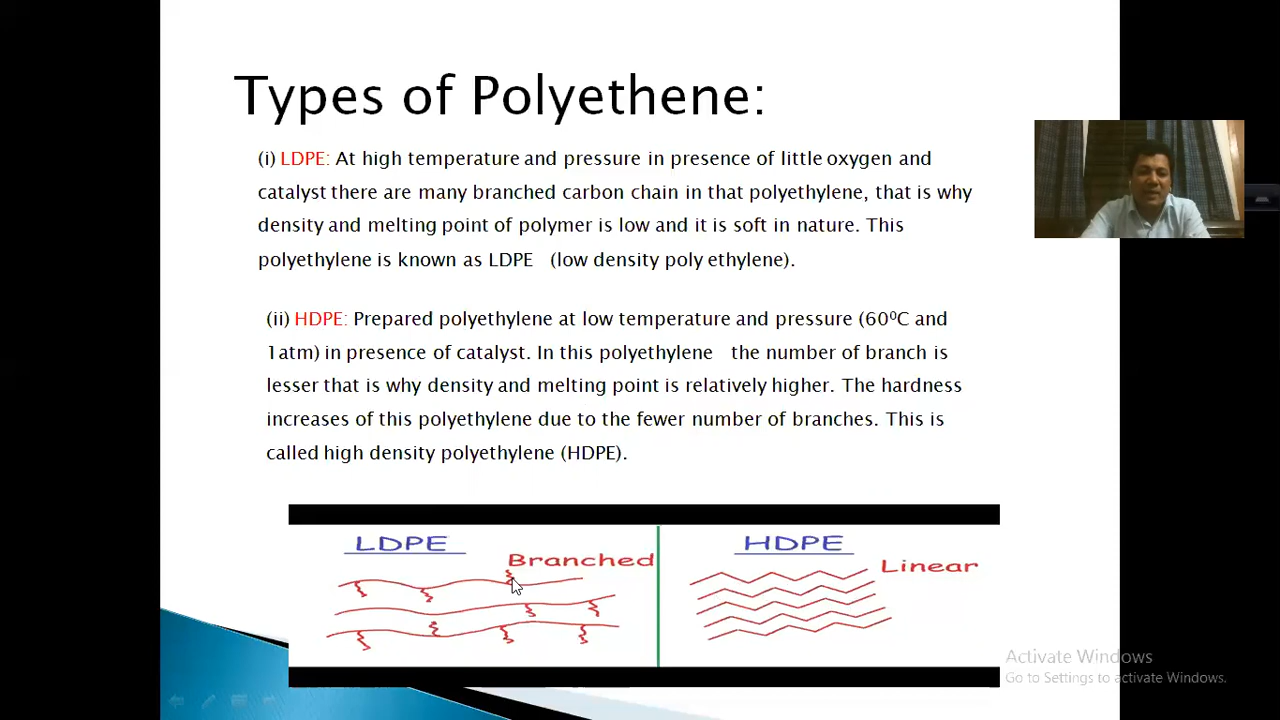 Types of Polyethene:
(i) LDPE: At high temperature and pressure in presence of little oxygen and
catalyst there are many branched carbon chain in that polyethylene, that is why
density and melting point of polymer is low and it is soft in nature. This
polyethylene is known as LDPE (low density poly ethylene).
(ii) HDPE: Prepared polyethylene at low temperature and pressure (60⁰C and
1atm) in presence of catalyst. In this polyethylene the number of branch is
lesser that is why density and melting point is relatively higher. The hardness
increases of this polyethylene due to the fewer number of branches. This is
called high density polyethylene (HDPE).
LDPE
Branched
HDPE
Linear
Activate Windows
Go to Settings to activate Windows.